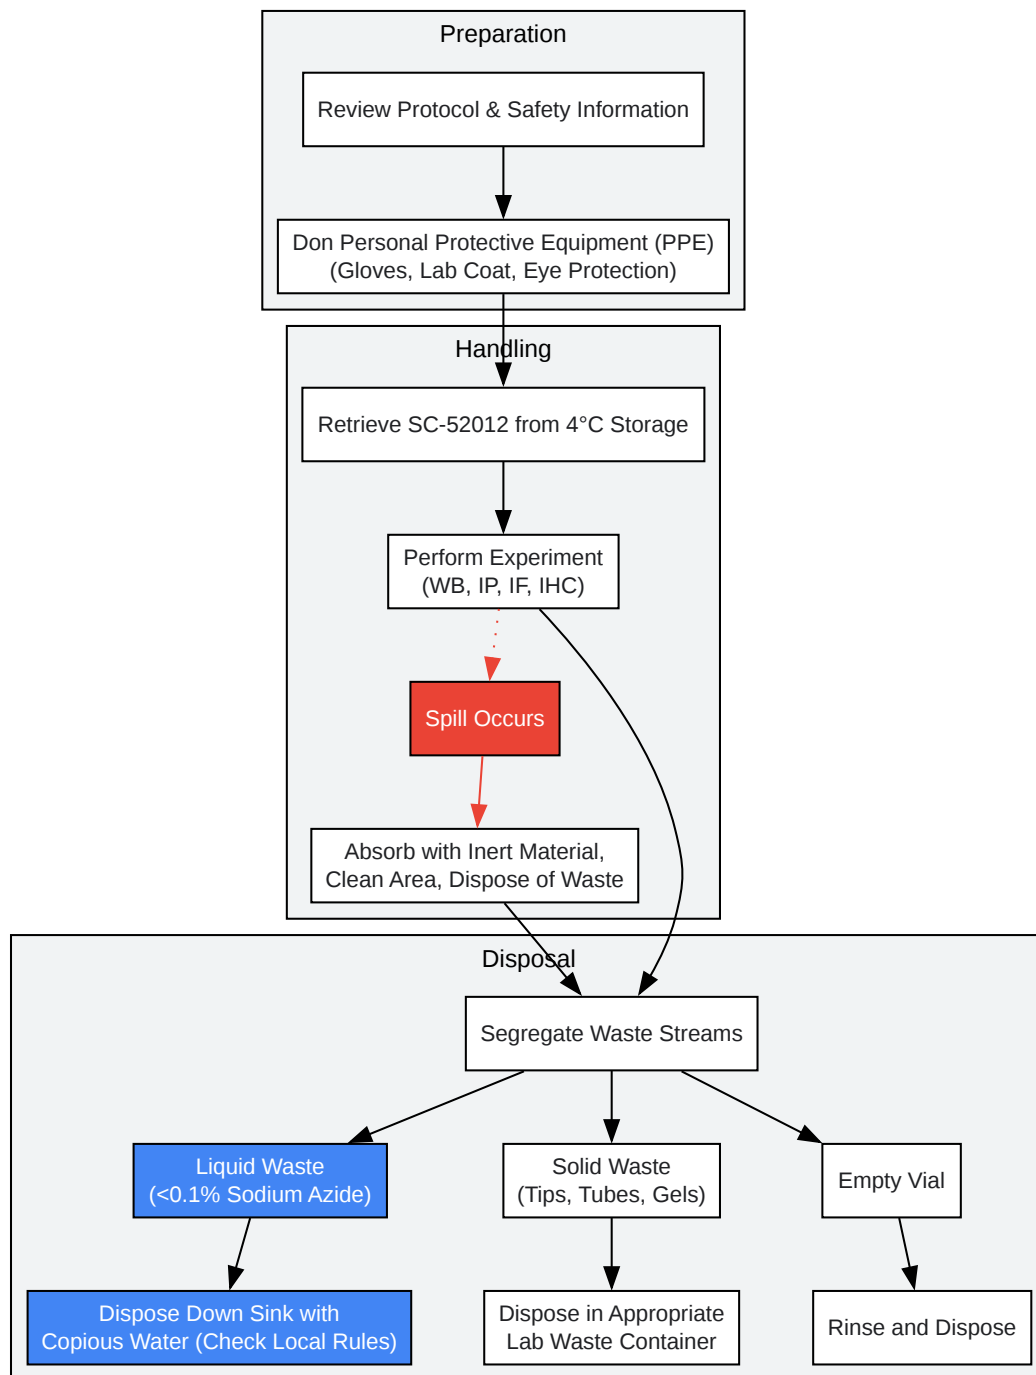 Preparation
Review Protocol & Safety Information
Don Personal Protective Equipment (PPE)
(Gloves, Lab Coat, Eye Protection)
Handling
Retrieve SC-52012 from 4°C Storage
Perform Experiment
(WB, IP, IF, IHC)
Spill Occurs
Absorb with Inert Material,
Clean Area, Dispose of Waste
Disposal
Segregate Waste Streams
Liquid Waste
(<0.1% Sodium Azide)
Solid Waste
(Tips, Tubes, Gels)
Empty Vial
Dispose Down Sink with
Copious Water (Check Local Rules)
Dispose in Appropriate
Lab Waste Container
Rinse and Dispose